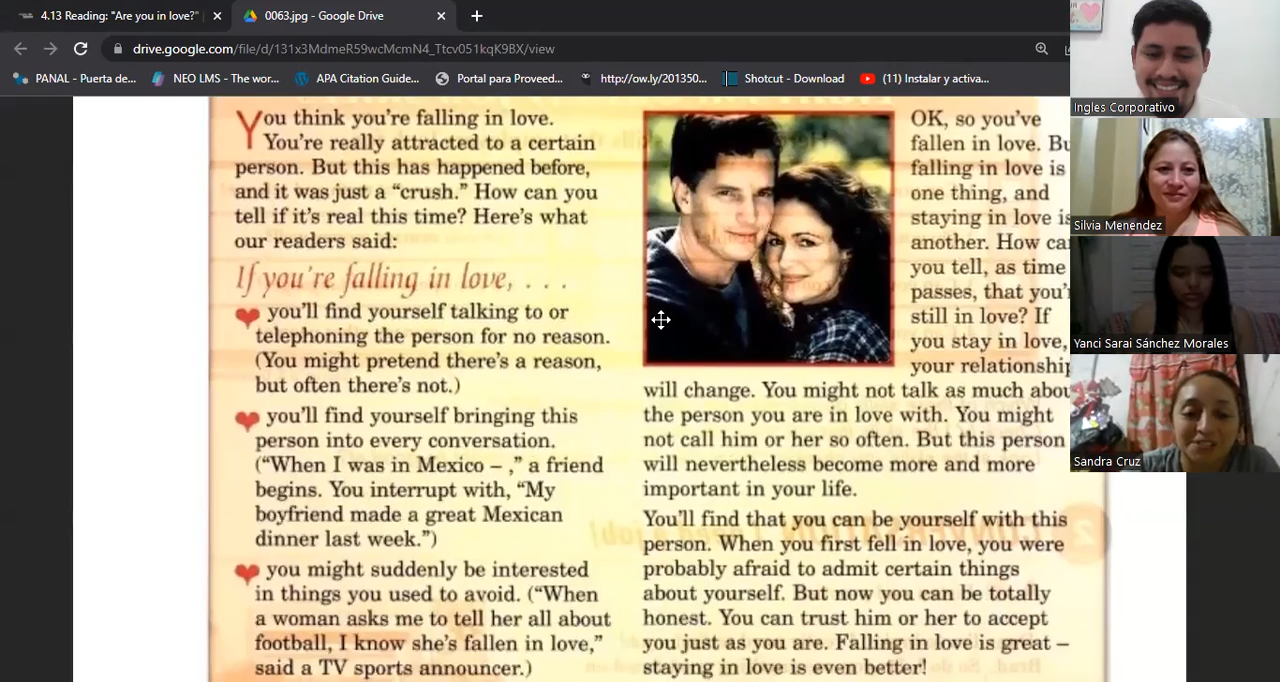 4.13 Reading: "Are you in love?"
0063.jpg - Google Drive
drive.google.com/file/d/131x3MdmeR59wcMcmN4_Ttcv051kqK9BX/view
PANAL - Puerta de...
NEO LMS - The wor...
APA Citation Guide...
Portal para Proveed...
http://ow.ly/201350...
Shotcut - Download
(11) Instalar y activa...
You think you're falling in love.
You're really attracted to a certain
person. But this has happened before,
and it was just a “crush.” How can you
tell if it's real this time? Here's what
our readers said:
If you're falling in love, . . .
you'll find yourself talking to or
telephoning the person for no reason.
(You might pretend there's a reason,
but often there's not.)
you'll find yourself bringing this
person into every conversation.
(“When I was in Mexico – ,” a friend
begins. You interrupt with, “My
boyfriend made a great Mexican
dinner last week.”)
you might suddenly be interested
in things you used to avoid. (“When
a woman asks me to tell her all about
football, I know she's fallen in love,”
said a TV sports announcer.)
OK, so you've
fallen in love. Bu
falling in love is
one thing, and
staying in love is
another. How ca
you tell, as time
passes, that you'
still in love? If
you stay in love,
your relationship
will change. You might not talk as much abou
the person you are in love with. You might
not call him or her so often. But this person
will nevertheless become more and more
important in your life.
You'll find that you can be yourself with this
person. When you first fell in love, you were
probably afraid to admit certain things
about yourself. But now you can be totally
honest. You can trust him or her to accept
you just as you are. Falling in love is great –
staying in love is even better!
Ingles Corporativo
Silvia Menendez
Yanci Sarai Sánchez Morales
Sandra Cruz